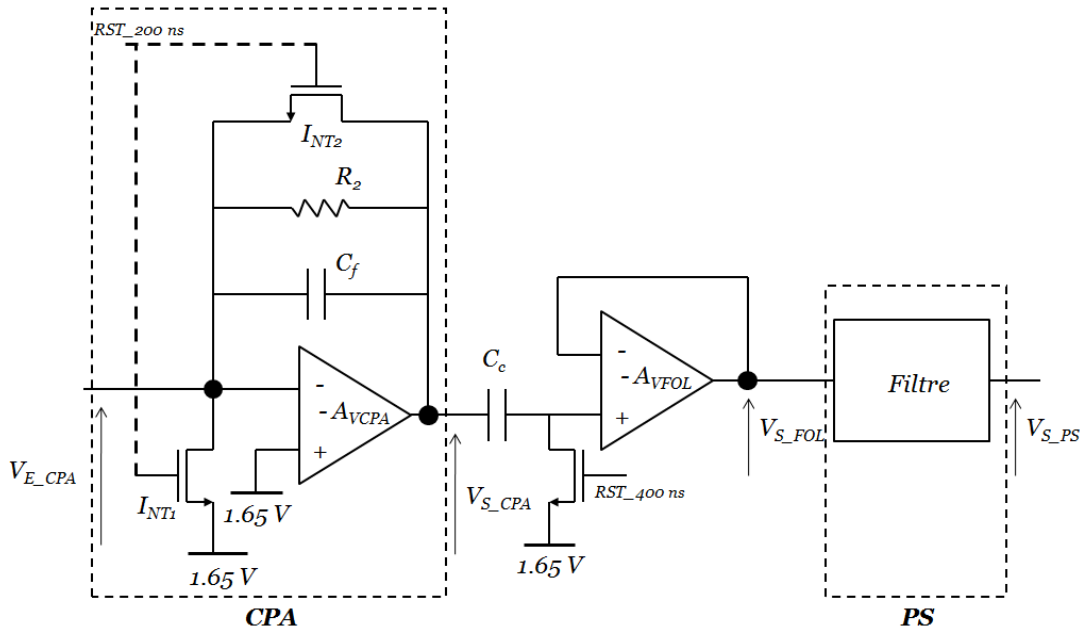 RST_200 ns
I_NT2
R_2
C_f
C_c
-
- A_VCPA
+
-
- A_VFOL
+
Filtre
V_E_CPA
I_NT1
1.65 V
1.65 V
V_S_CPA
RST_400 ns
1.65 V
V_S_FOL
V_S_PS
CPA
PS